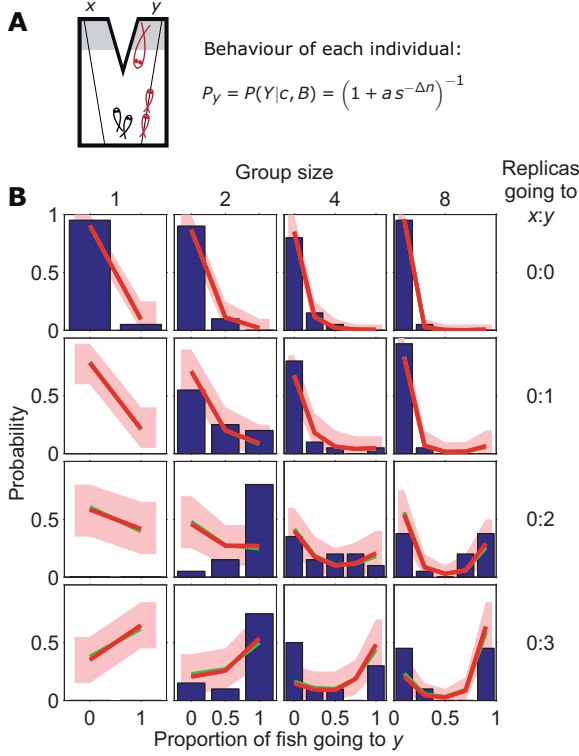 A
x y
Behaviour of each individual:
P_y = P(Y|c, B) = (1 + a s^{-Δn})^{-1}
B
Group size
Replicas
going to
x:y
1 2 4 8
1
0.5
0
0:0
0.5
0
0:1
0.5
0
0:2
0.5
0
0:3
Probability
0 1 0 0.5 1 0 0.5 1 0 0.5 1
Proportion of fish going to y